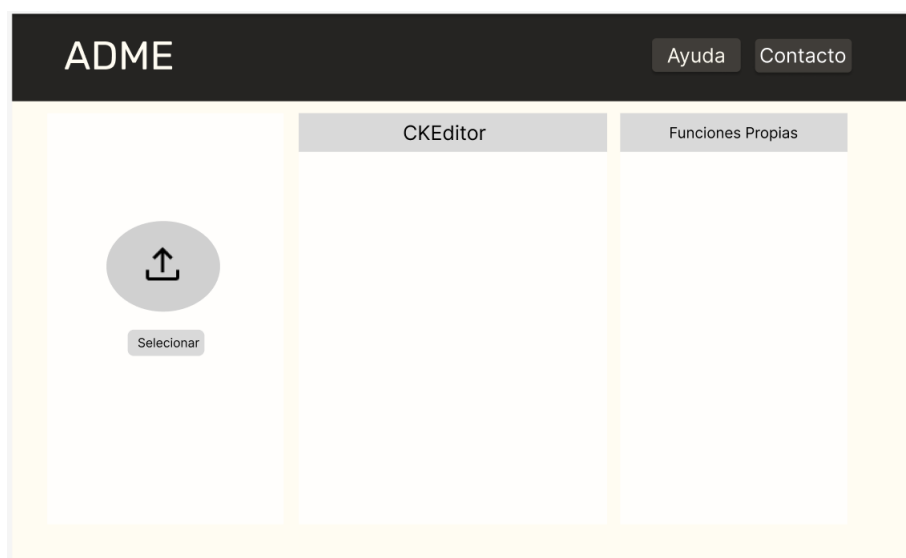 ADME
Ayuda
Contacto
CKEditor
Funciones Propias
Selecionar